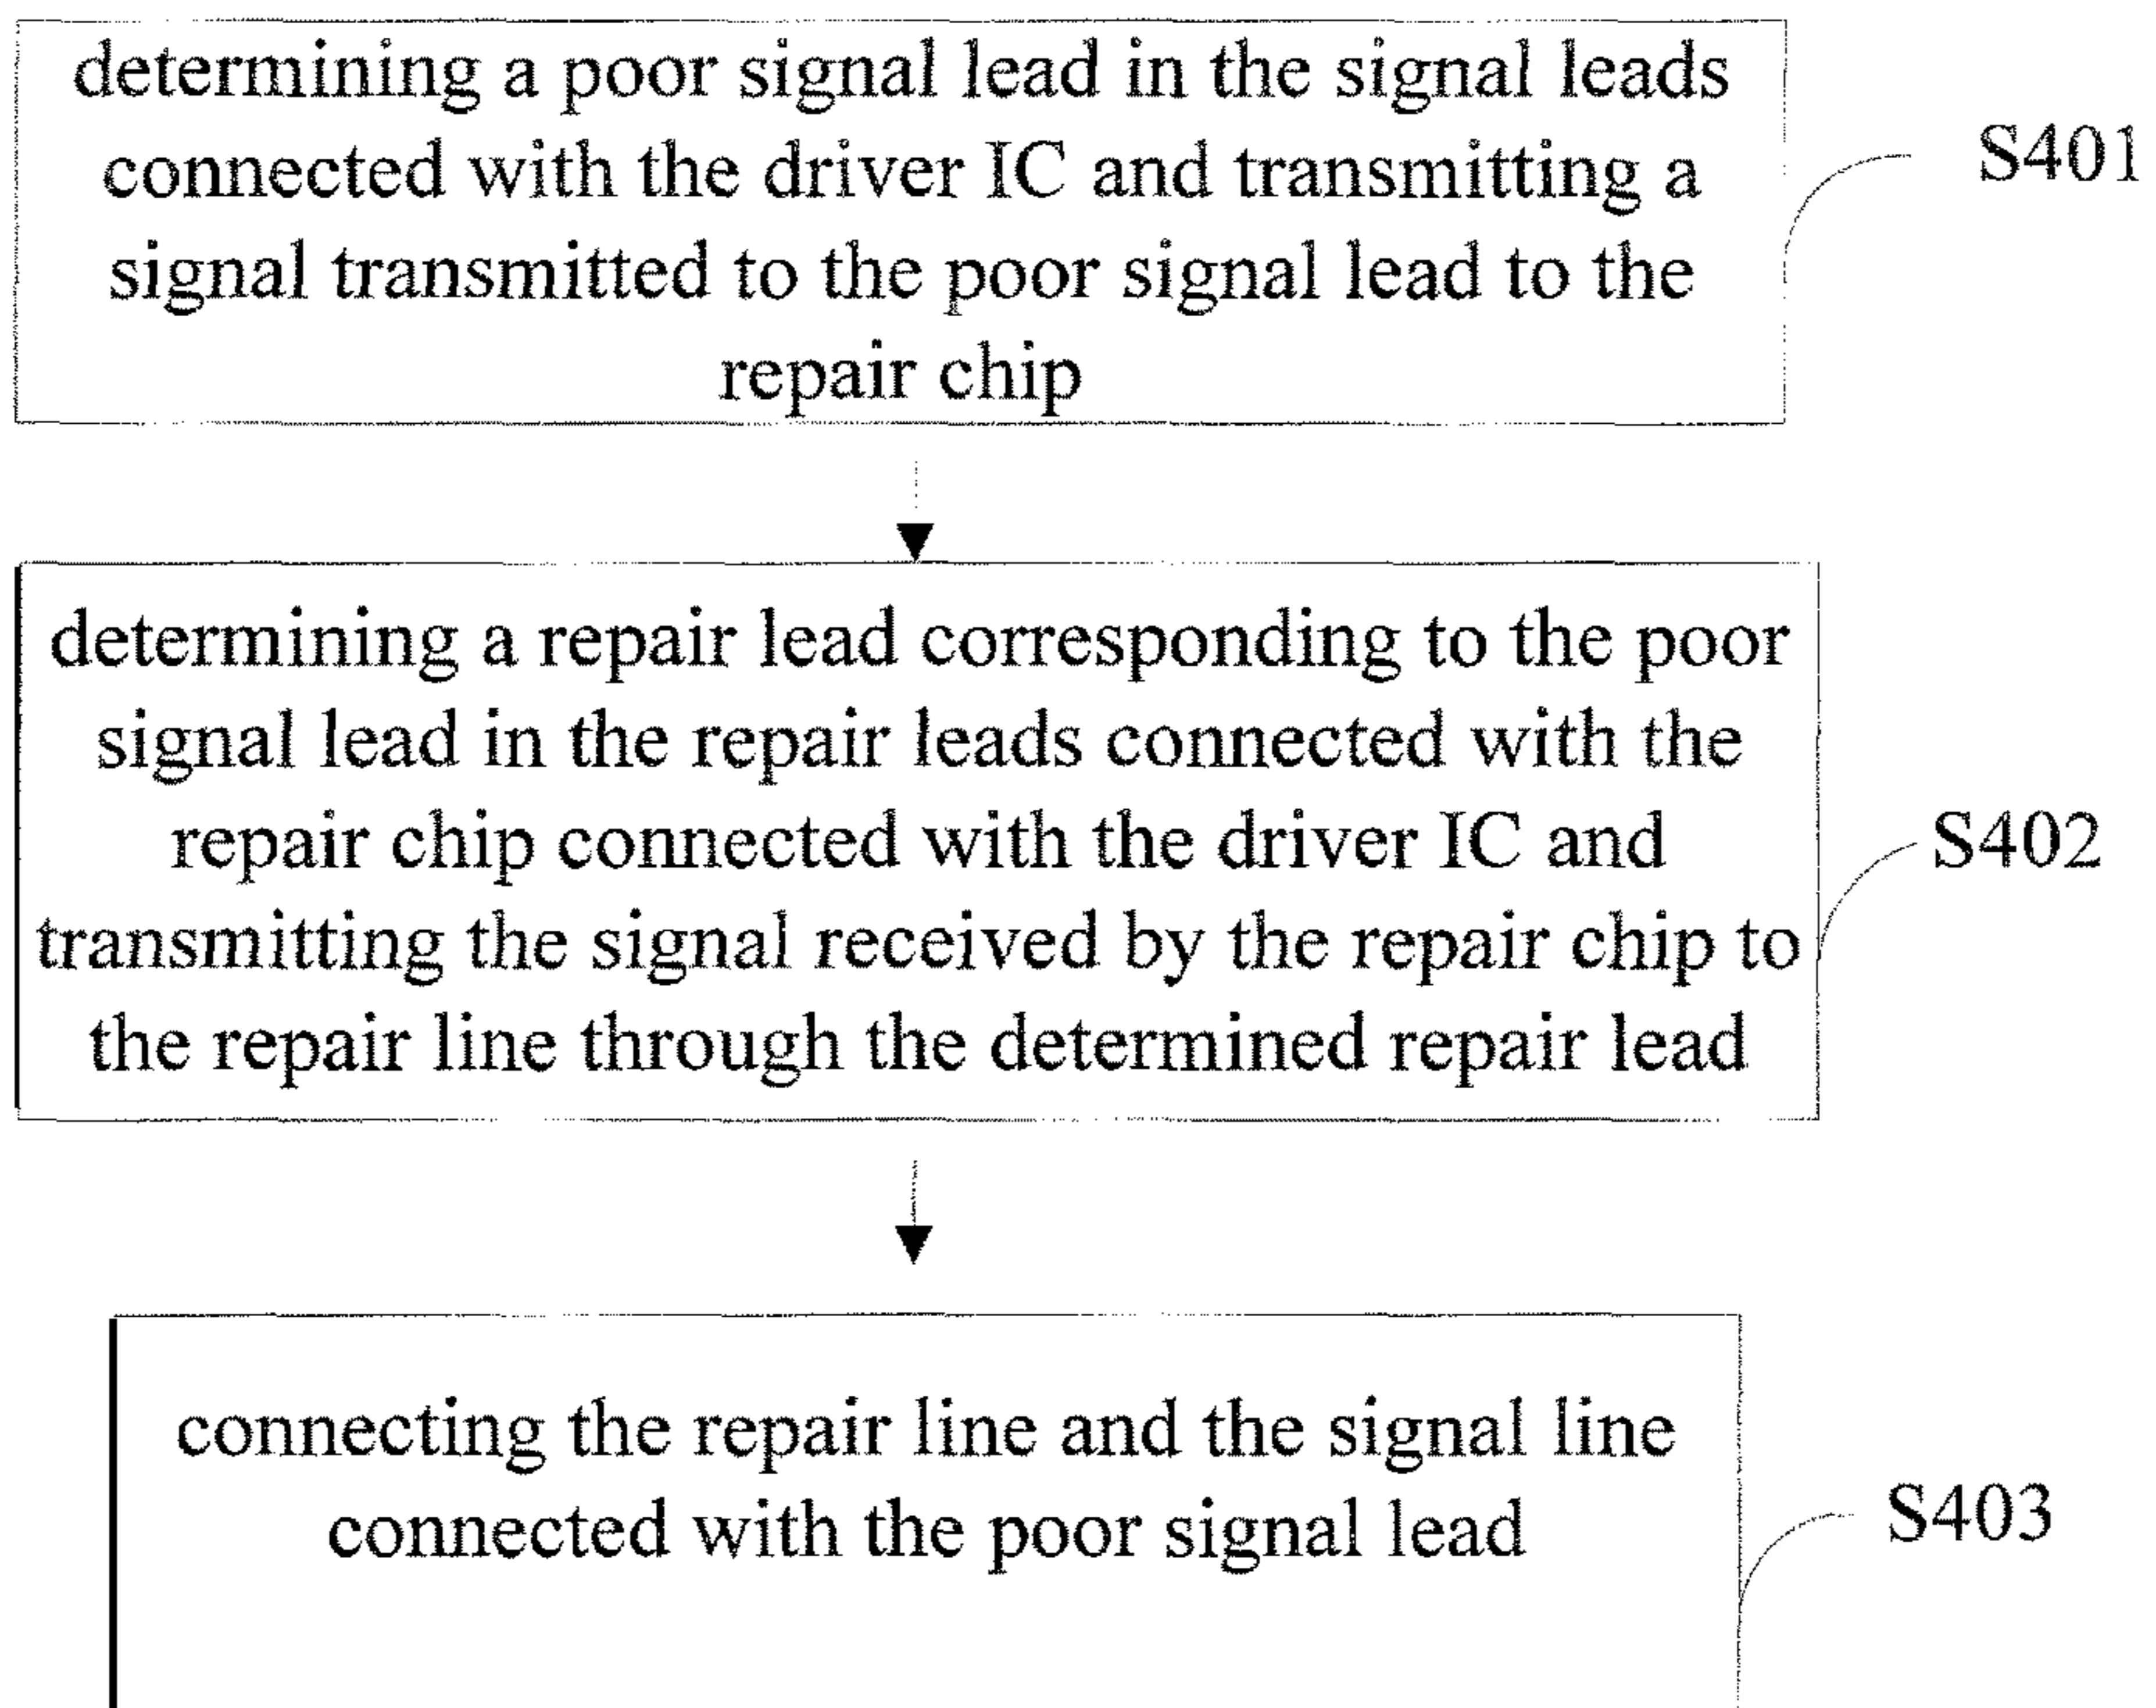 determining a poor signal lead in the signal leads
connected with the driver IC and transmitting a
signal transmitted to the poor signal lead to the
repair chip
S401
determining a repair lead corresponding to the poor
signal lead in the repair leads connected with the
repair chip connected with the driver IC and
transmitting the signal received by the repair chip to
the repair line through the determined repair lead
S402
connecting the repair line and the signal line
connected with the poor signal lead
S403